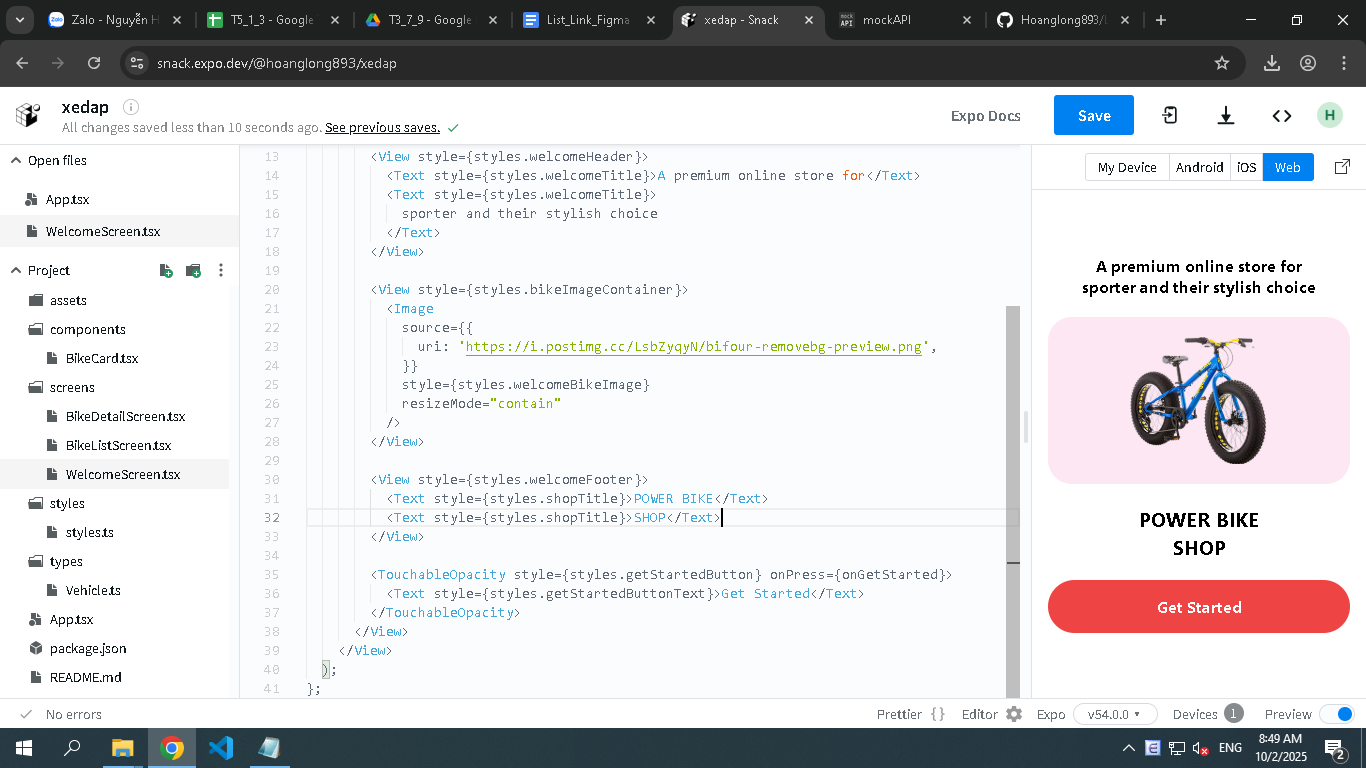 Zalo - Nguyễn H
T5_1_3 - Google
T3_7_9 - Google
List_Link_Figma
xedap - Snack
mockAPI
Hoanglong893/L
snack.expo.dev/@hoanglong893/xedap
xedap
All changes saved less than 10 seconds ago. See previous saves.
Expo Docs
Save
H
Open files
App.tsx
WelcomeScreen.tsx
Project
assets
components
BikeCard.tsx
screens
BikeDetailScreen.tsx
BikeListScreen.tsx
WelcomeScreen.tsx
styles
styles.ts
types
Vehicle.ts
App.tsx
package.json
README.md
13 <View style={styles.welcomeHeader}>
14 <Text style={styles.welcomeTitle}>A premium online store for</Text>
15 <Text style={styles.welcomeTitle}>
16 sporter and their stylish choice
17 </Text>
18 </View>
19
20 <View style={styles.bikeImageContainer}>
21 <Image
22 source={{
23 uri: 'https://i.postimg.cc/LsbZyqyN/bifour-removebg-preview.png',
24 }}
25 style={styles.welcomeBikeImage}
26 resizeMode="contain"
27 />
28 </View>
29
30 <View style={styles.welcomeFooter}>
31 <Text style={styles.shopTitle}>POWER BIKE</Text>
32 <Text style={styles.shopTitle}>SHOP</Text>
33 </View>
34
35 <TouchableOpacity style={styles.getStartedButton} onPress={onGetStarted}>
36 <Text style={styles.getStartedButtonText}>Get Started</Text>
37 </TouchableOpacity>
38 </View>
39 </View>
40 );
41 };
My Device
Android
iOS
Web
A premium online store for
sporter and their stylish choice
POWER BIKE
SHOP
Get Started
No errors
Prettier {}
Editor
Expo
v54.0.0
Devices 1
Preview
ENG
8:49 AM
10/2/2025
2